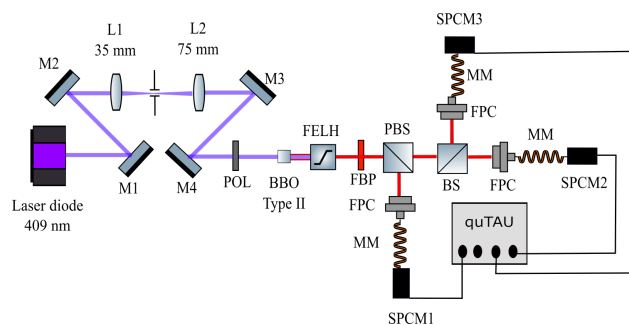 SPCM3
L1
35 mm
L2
75 mm
M2
M3
MM
FPC
FELH
PBS
MM
M1
M4
POL
BBO
Type II
FBP
BS
FPC
SPCM2
Laser diode
409 nm
FPC
quTAU
MM
SPCM1